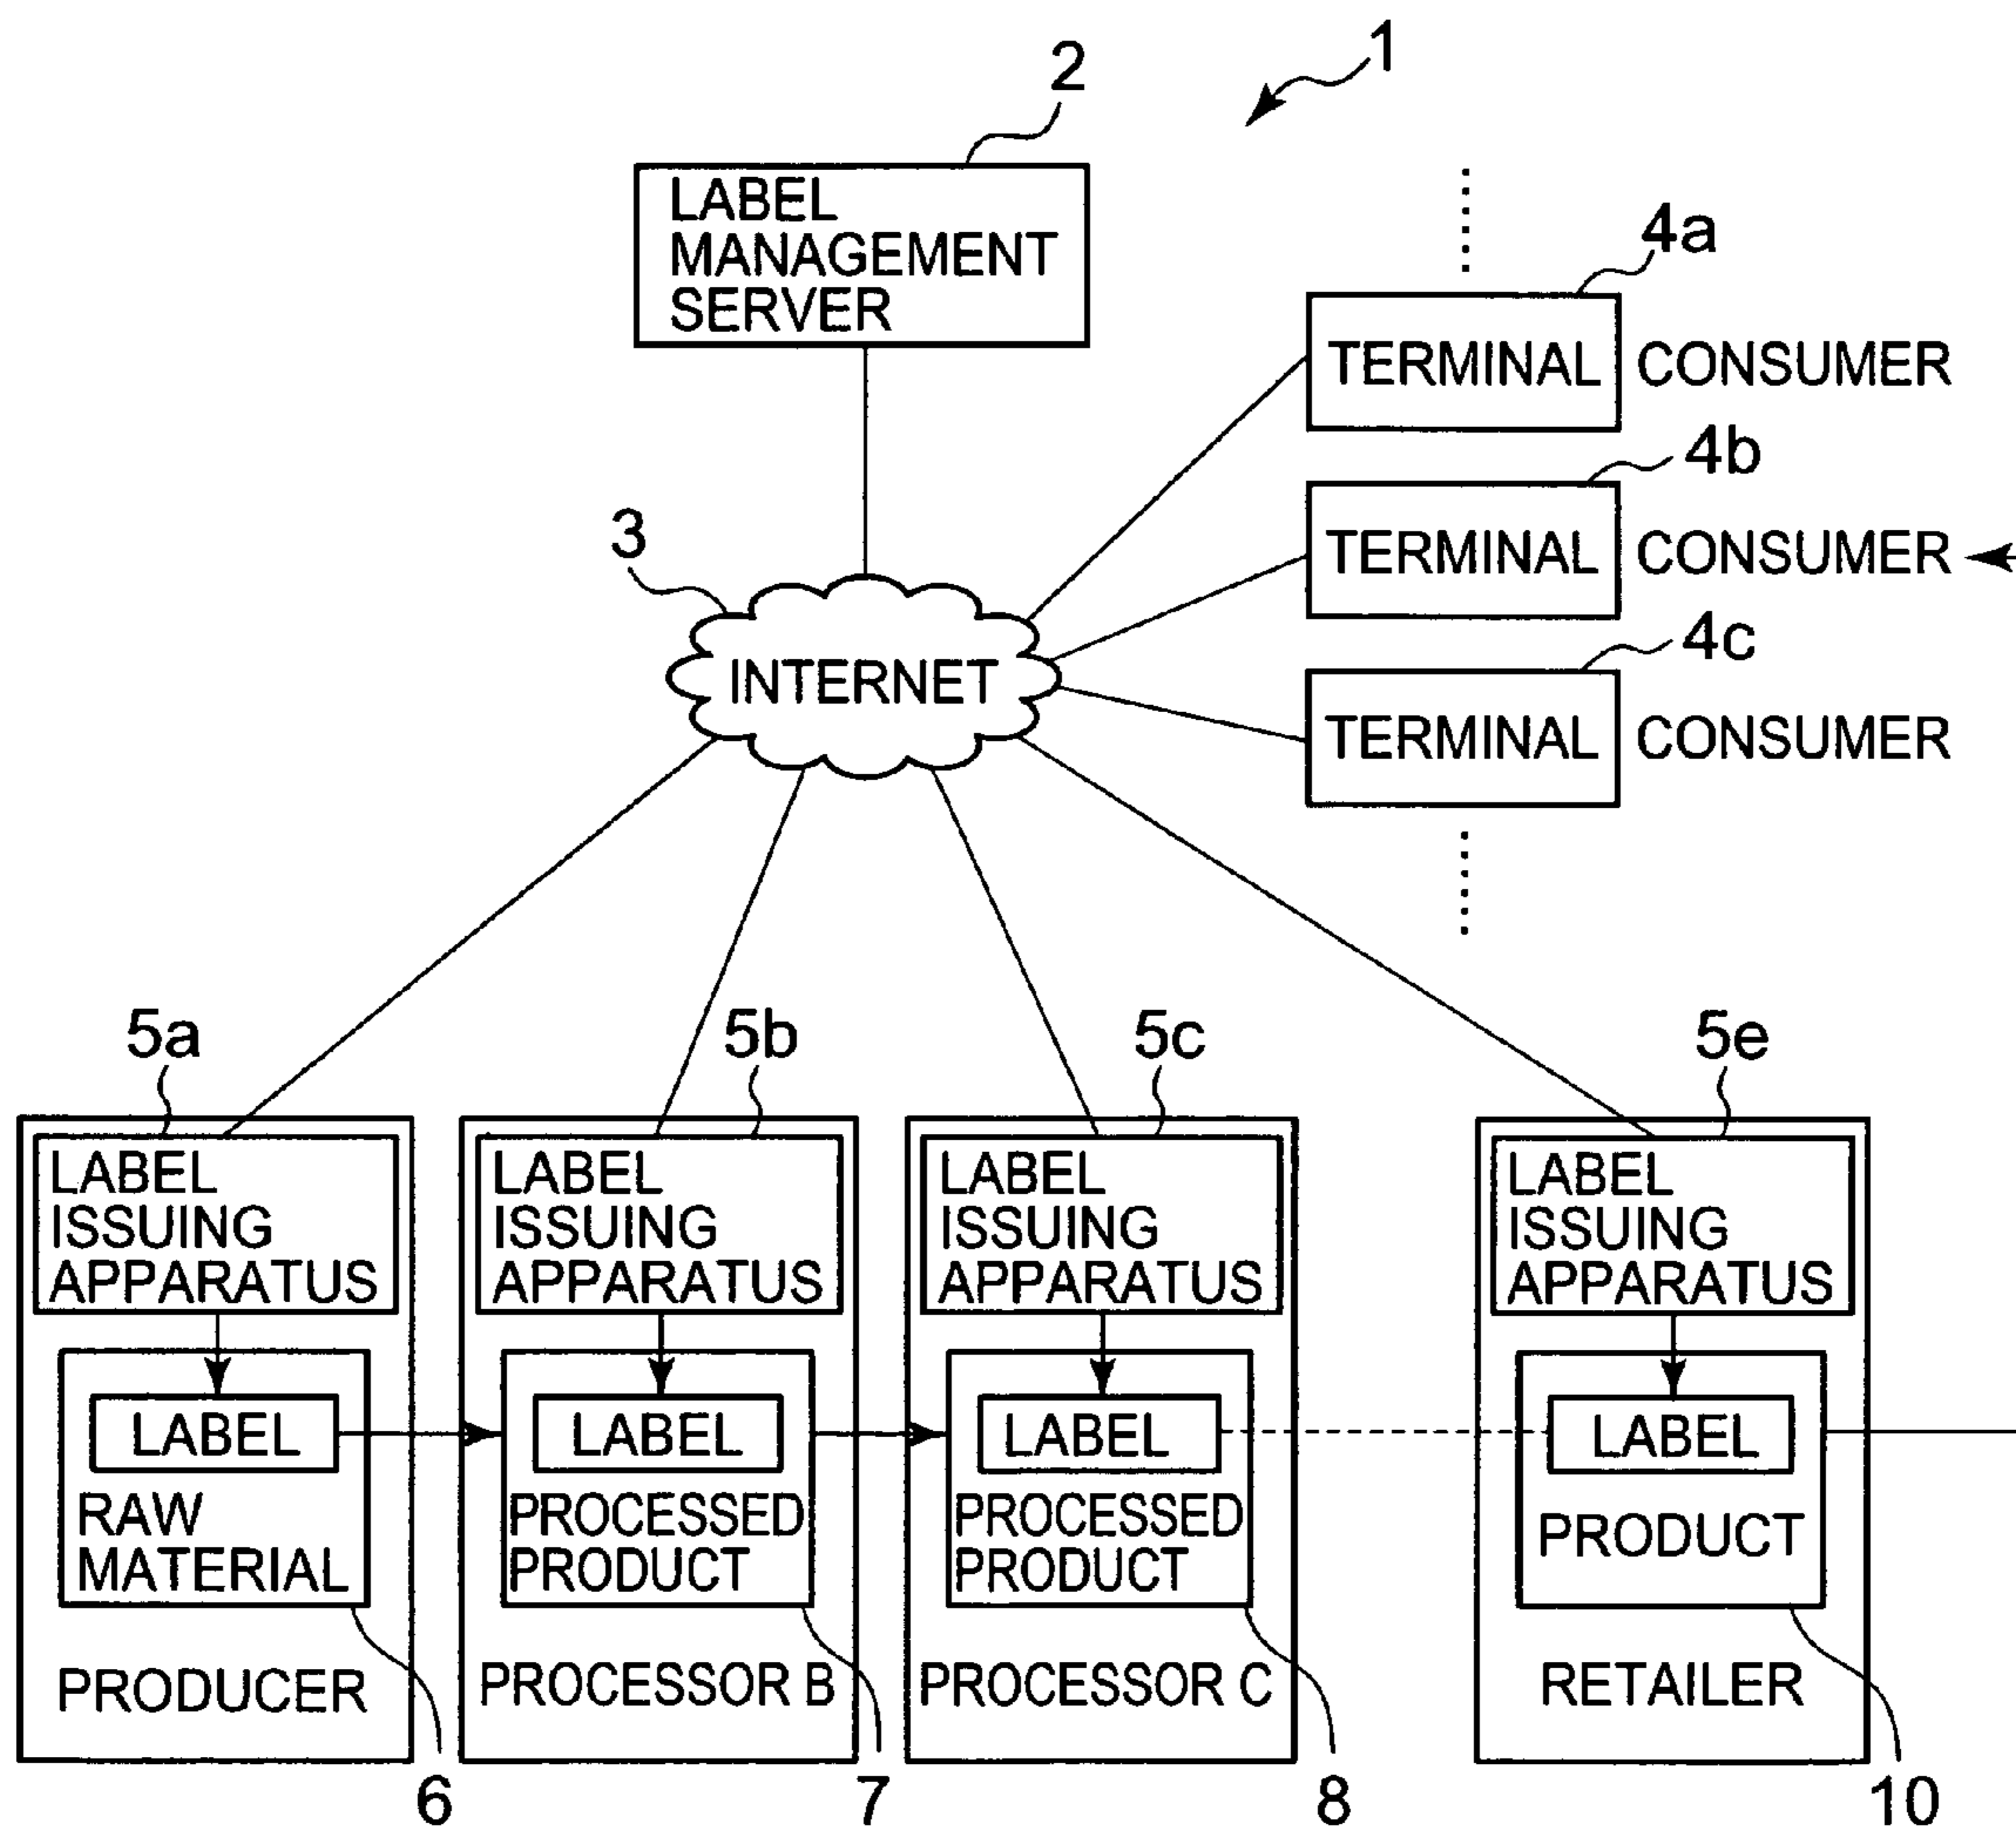 1
2
LABEL
MANAGEMENT
SERVER
4a
TERMINAL CONSUMER
4b
TERMINAL CONSUMER
3
4c
INTERNET
TERMINAL CONSUMER
5a
5b
5c
5e
LABEL
ISSUING
APPARATUS
LABEL
ISSUING
APPARATUS
LABEL
ISSUING
APPARATUS
LABEL
ISSUING
APPARATUS
LABEL
RAW
MATERIAL
LABEL
PROCESSED
PRODUCT
LABEL
PROCESSED
PRODUCT
LABEL
PRODUCT
PRODUCER
PROCESSOR B
PROCESSOR C
RETAILER
6
7
8
10